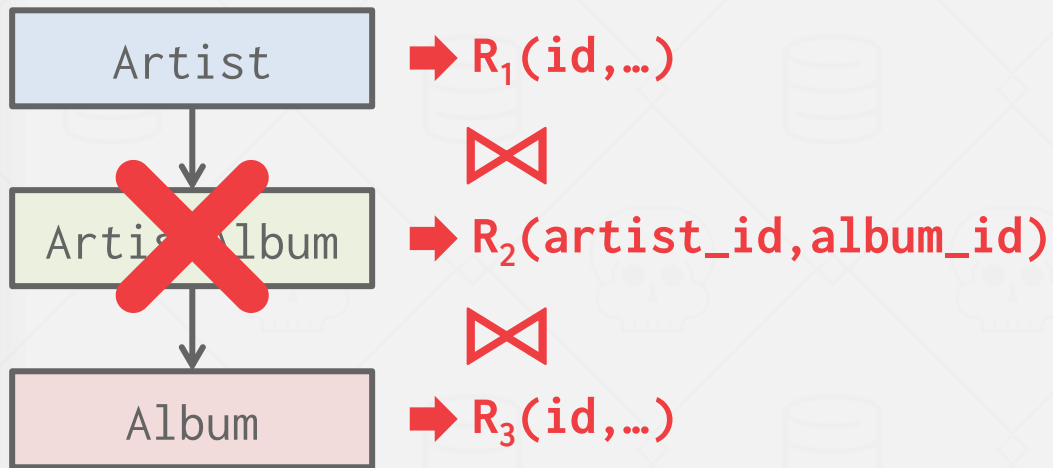 Artist
R₁(id,…)
⋈
R₂(artist_id,album_id)
⋈
Album
R₃(id,…)